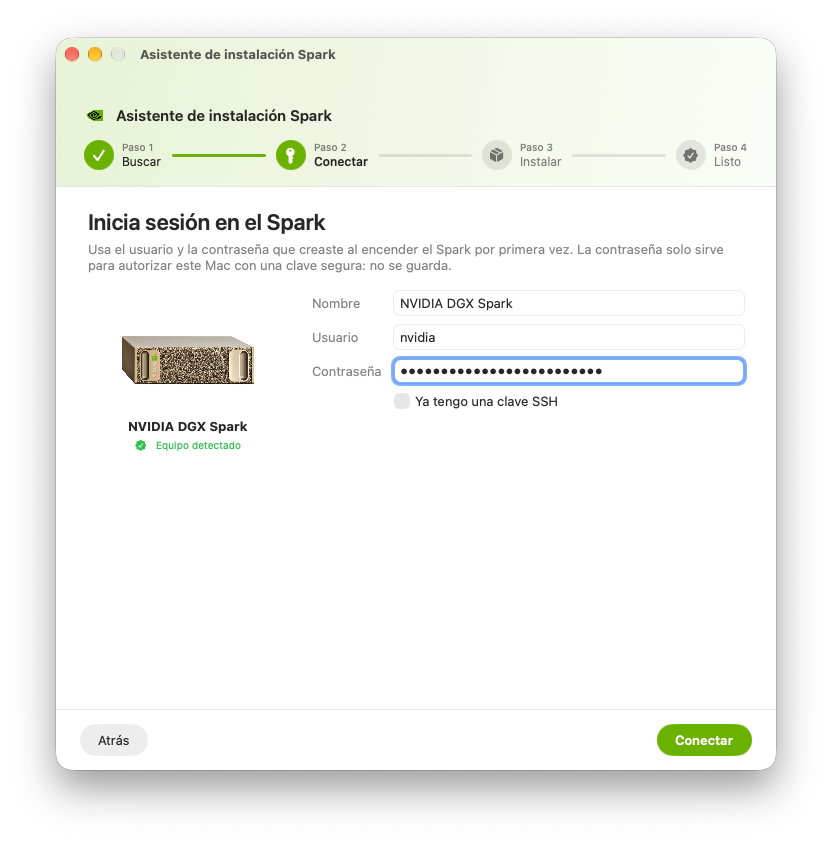 Asistente de instalación Spark
Asistente de instalación Spark
Paso 1
Buscar
Paso 2
Conectar
Paso 3
Instalar
Paso 4
Listo
Inicia sesión en el Spark
Usa el usuario y la contraseña que creaste al encender el Spark por primera vez. La contraseña solo sirve
para autorizar este Mac con una clave segura: no se guarda.
Nombre NVIDIA DGX Spark
Usuario nvidia
Contraseña •••••••••••••••••••••••••
Ya tengo una clave SSH
NVIDIA DGX Spark
Equipo detectado
Atrás
Conectar